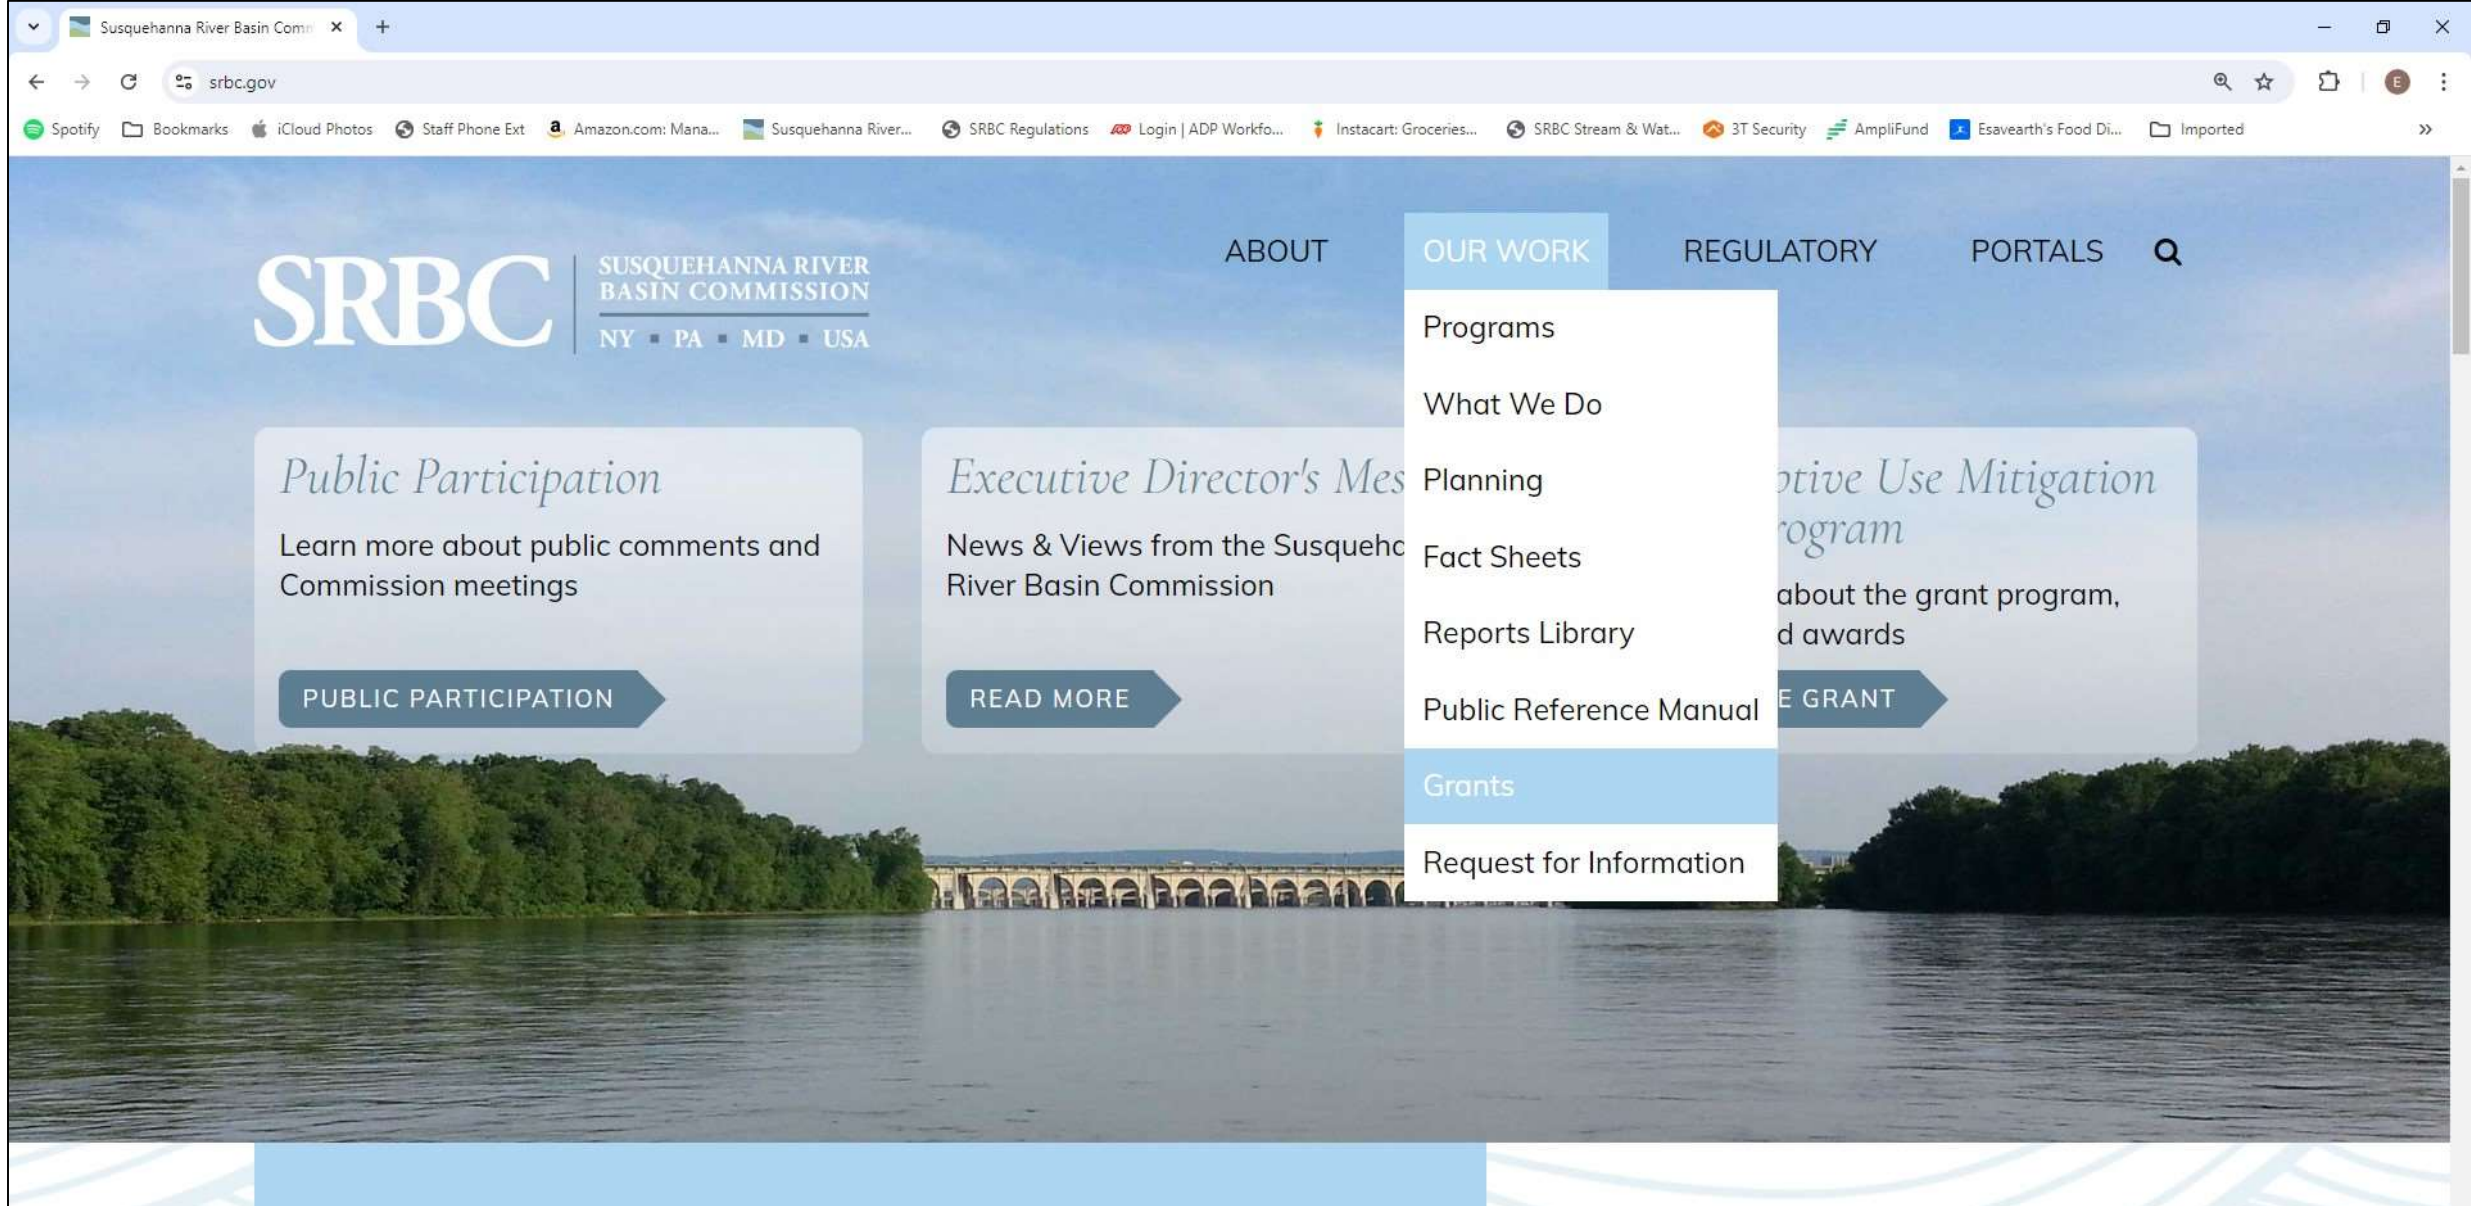 Susquehanna River Basin Comm
srbc.gov
E
Spotify Bookmarks iCloud Photos Staff Phone Ext Amazon.com: Mana... Susquehanna River... SRBC Regulations Login | ADP Workfo... Instacart: Groceries... SRBC Stream & Wat... 3T Security AmpliFund Esavearth's Food Di... Imported
SRBC
SUSQUEHANNA RIVER
BASIN COMMISSION
NY ▪ PA ▪ MD ▪ USA
ABOUT OUR WORK REGULATORY PORTALS
Programs
What We Do
Planning
Fact Sheets
Reports Library
Public Reference Manual
Grants
Request for Information
Public Participation
Learn more about public comments and
Commission meetings
PUBLIC PARTICIPATION
Executive Director's Mes
News & Views from the Susqueh
River Basin Commission
READ MORE
ptive Use Mitigation
rogram
about the grant program,
d awards
E GRANT